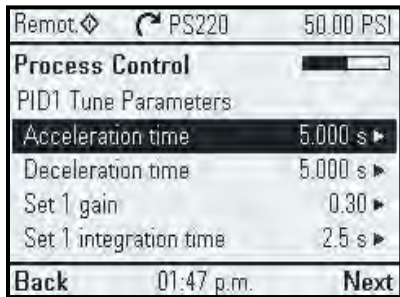 Remot. PS220 50.00 PSI
Process Control
PID1 Tune Parameters
Acceleration time 5.000 s
Deceleration time 5.000 s
Set 1 gain 0.30
Set 1 integration time 2.5 s
Back 01:47 p.m. Next